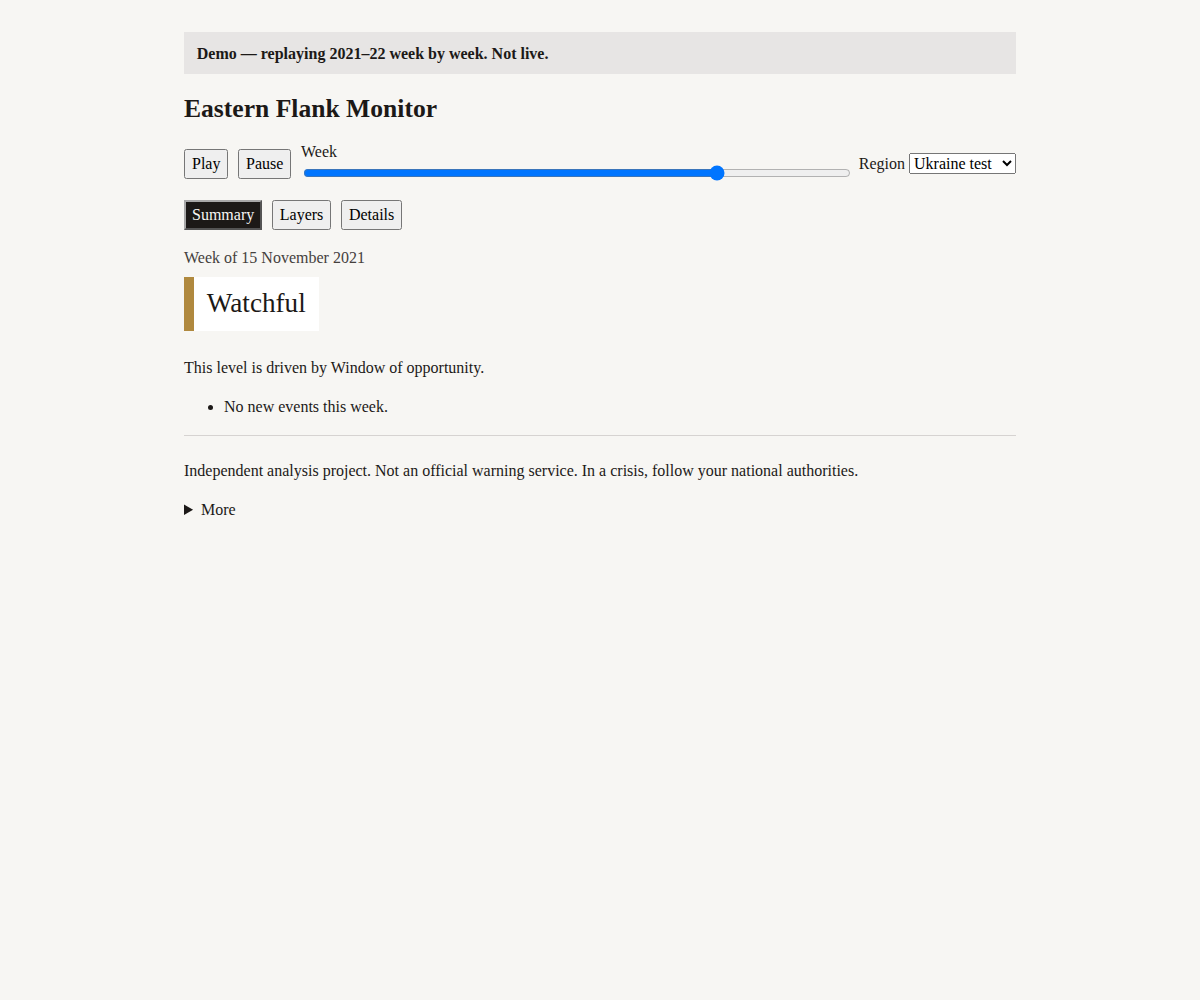 Demo — replaying 2021–22 week by week. Not live.
Eastern Flank Monitor
Play
Pause
Week
Region
Ukraine test
Summary
Layers
Details
Week of 15 November 2021
Watchful
This level is driven by Window of opportunity.
No new events this week.
Independent analysis project. Not an official warning service. In a crisis, follow your national authorities.
More